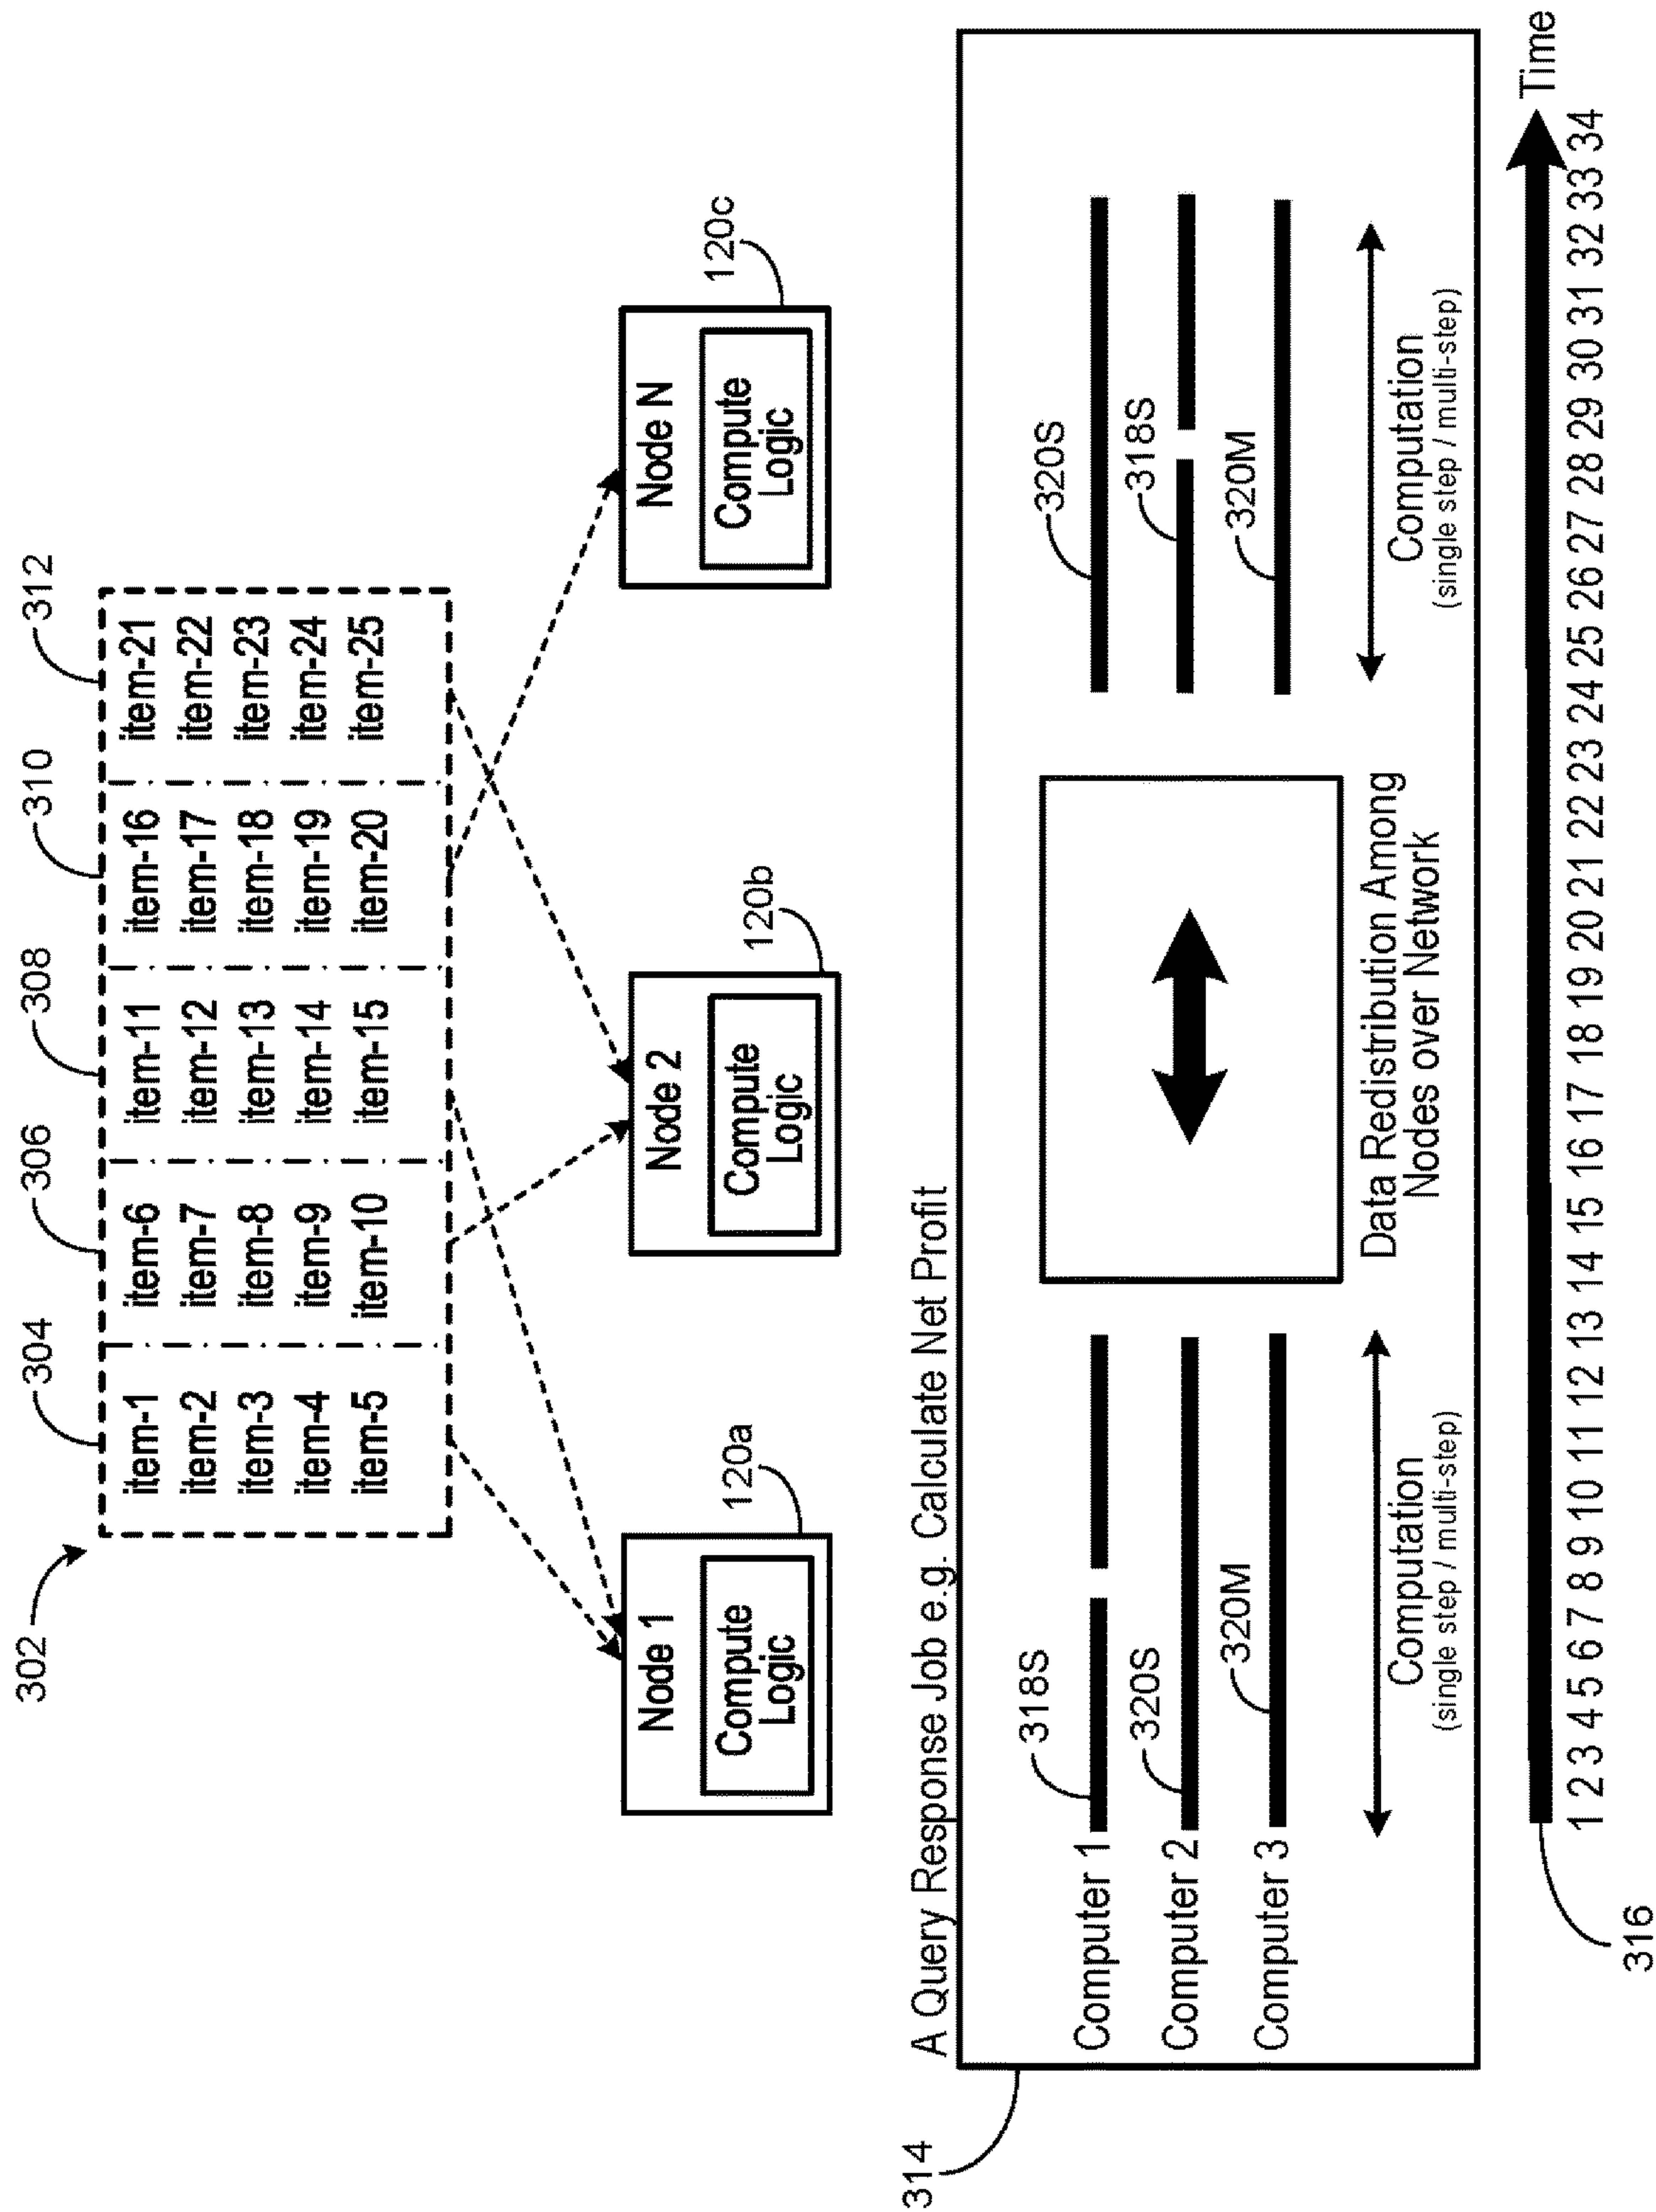 302
304
306
308
310
312
item-1
item-2
item-3
item-4
item-5
item-6
item-7
item-8
item-9
item-10
item-11
item-12
item-13
item-14
item-15
item-16
item-17
item-18
item-19
item-20
item-21
item-22
item-23
item-24
item-25
Node 1
Compute
Logic
120a
Node 2
Compute
Logic
120b
Node N
Compute
Logic
120c
314
A Query Response Job e.g. Calculate Net Profit
Computer 1
318S
320S
Computer 2
320S
318S
Computer 3
320M
320M
Computation
(single step / multi-step)
Data Redistribution Among
Nodes over Network
Computation
(single step / multi-step)
Time
316
1 2 3 4 5 6 7 8 9 10 11 12 13 14 15 16 17 18 19 20 21 22 23 24 25 26 27 28 29 30 31 32 33 34